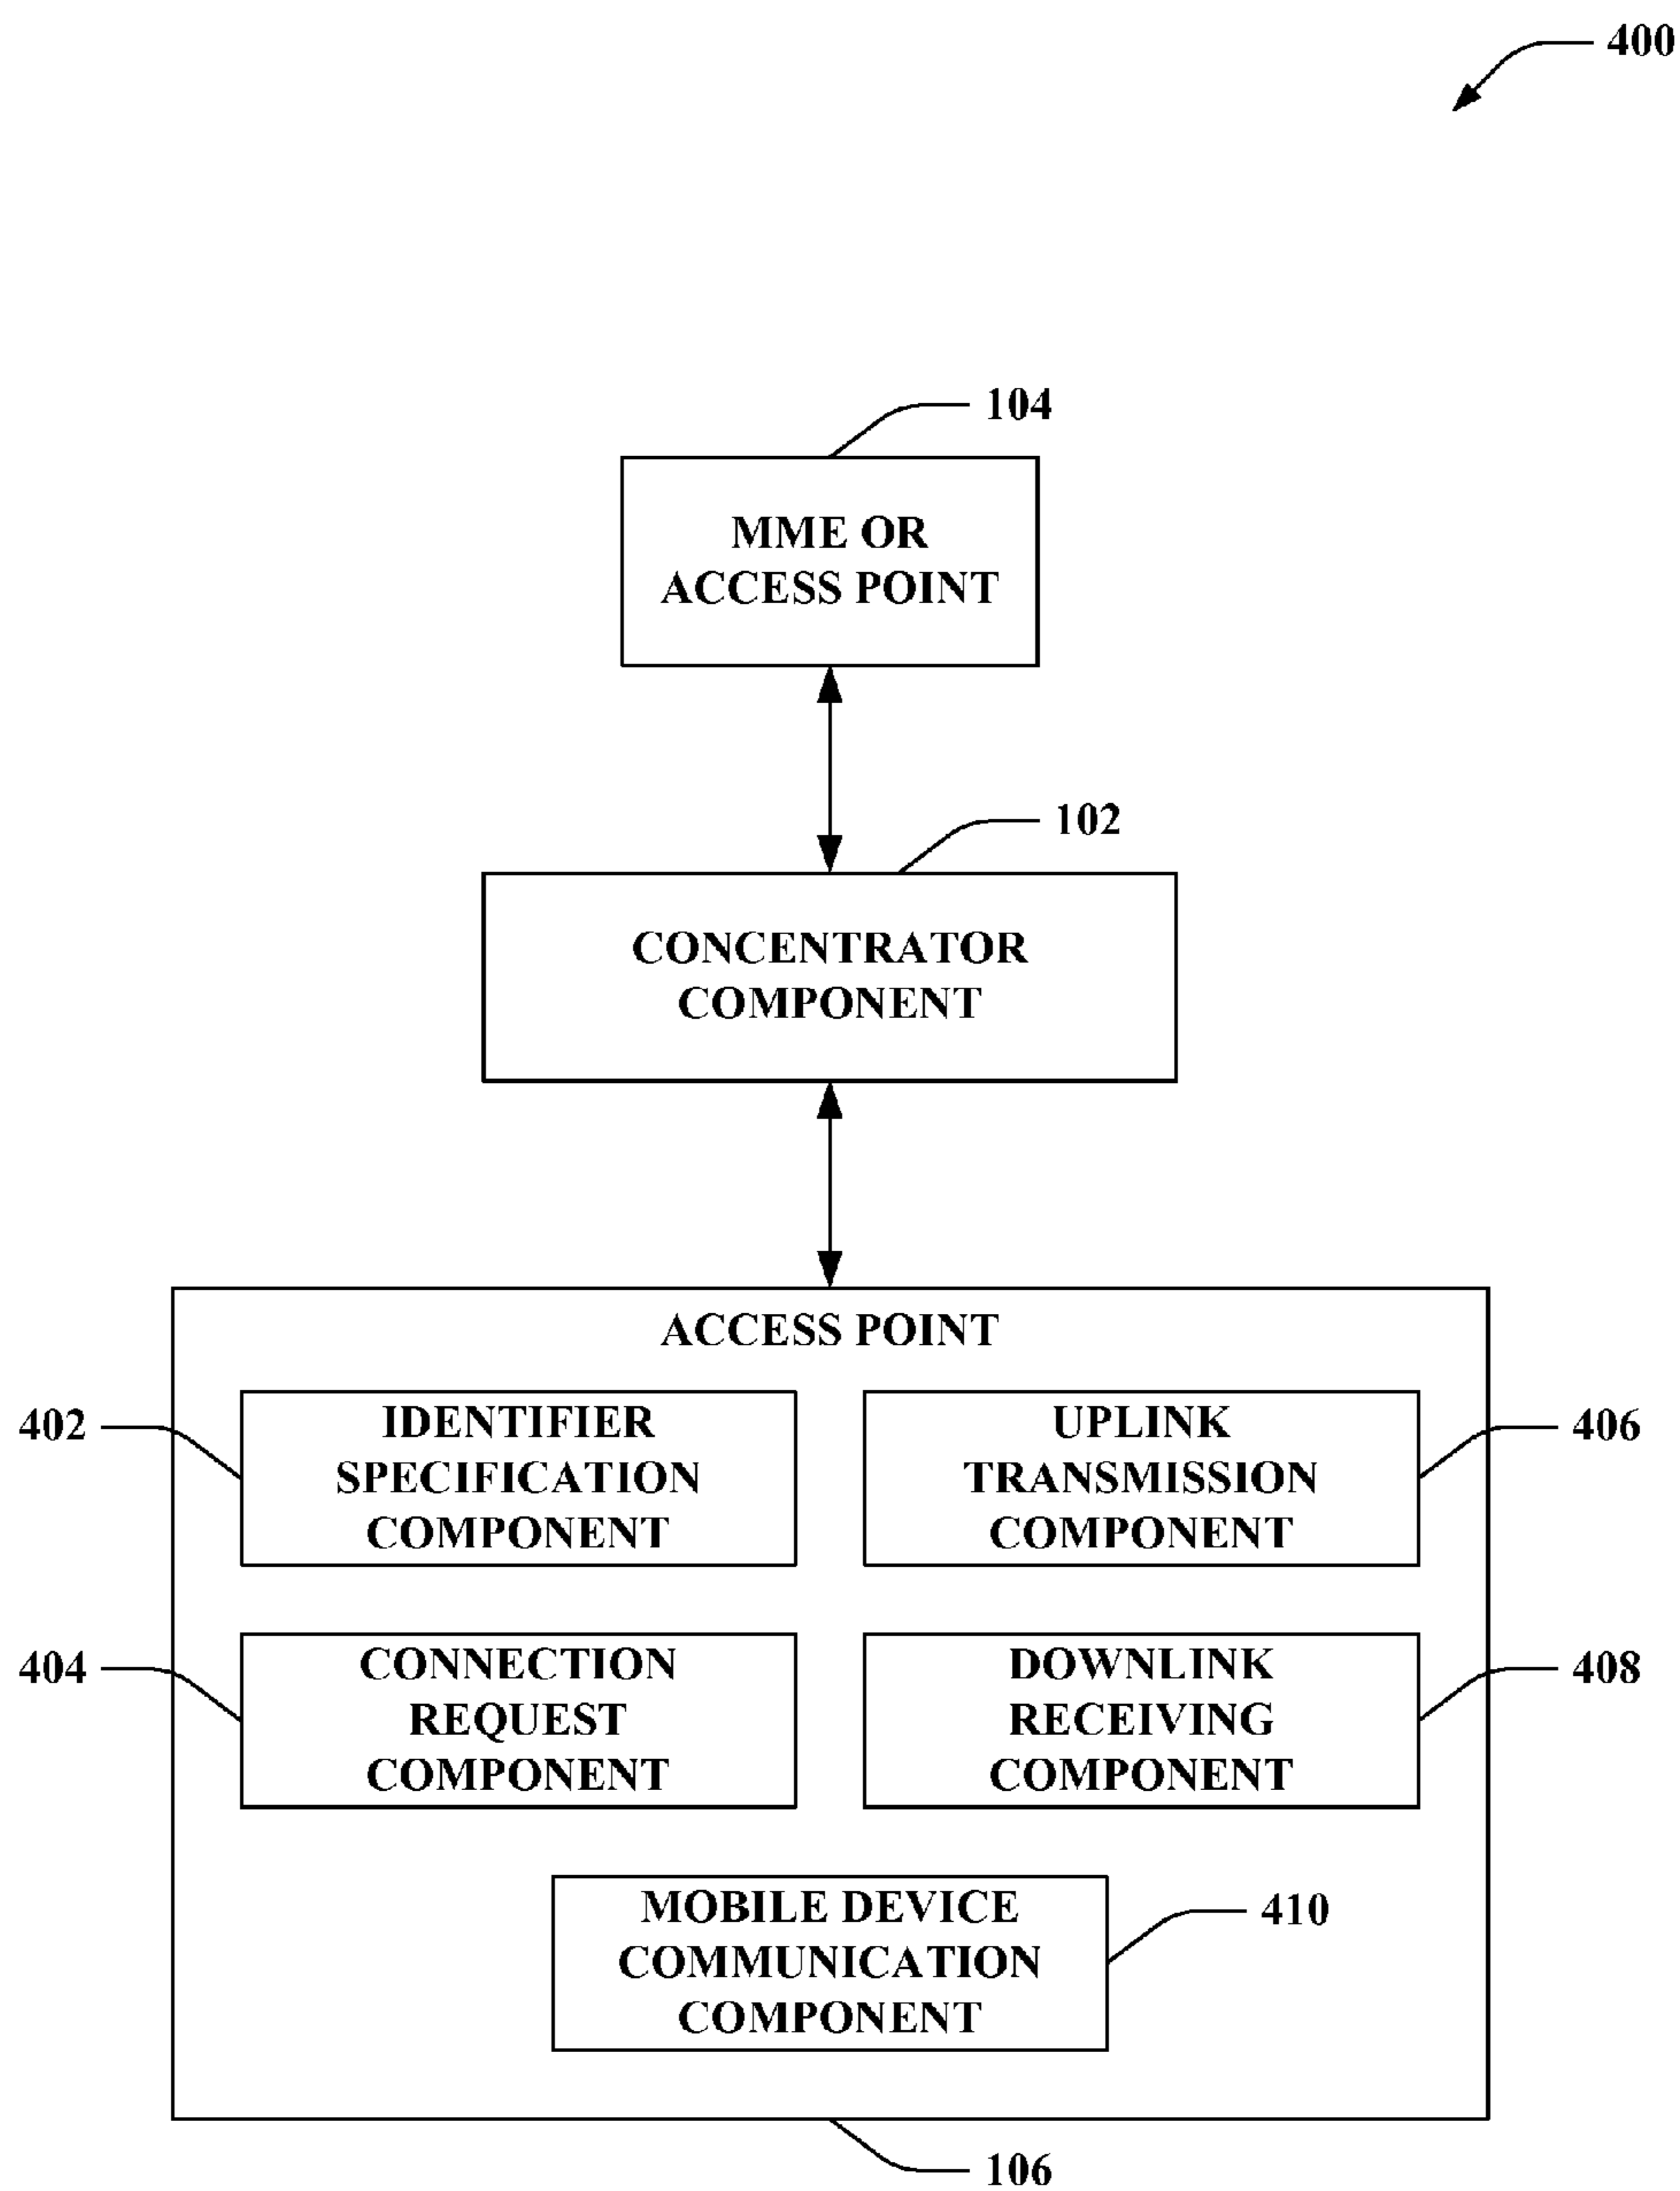 400
104
MME OR
ACCESS POINT
102
CONCENTRATOR
COMPONENT
ACCESS POINT
402
IDENTIFIER
SPECIFICATION
COMPONENT
UPLINK
TRANSMISSION
COMPONENT
406
404
CONNECTION
REQUEST
COMPONENT
DOWNLINK
RECEIVING
COMPONENT
408
MOBILE DEVICE
COMMUNICATION
COMPONENT
410
106